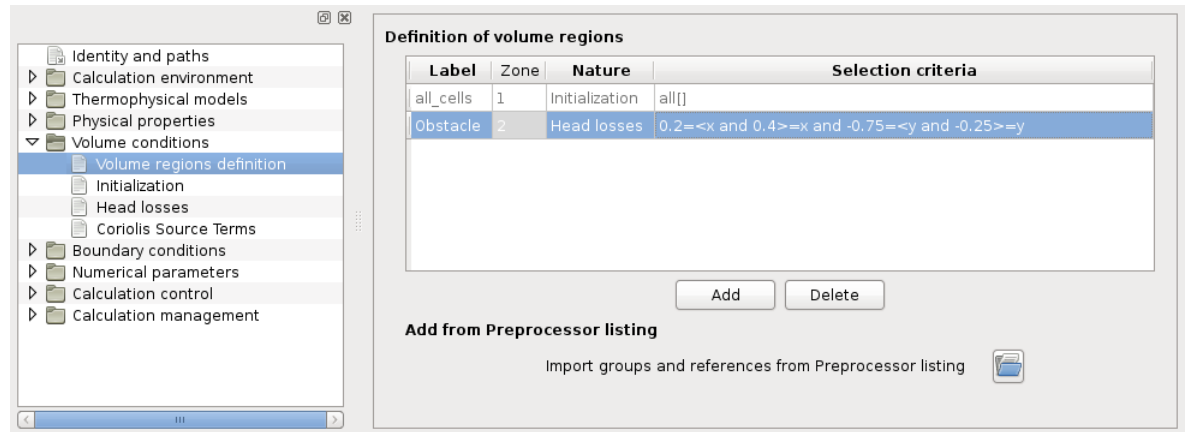 Identity and paths
Calculation environment
Thermophysical models
Physical properties
Volume conditions
Volume regions definition
Initialization
Head losses
Coriolis Source Terms
Boundary conditions
Numerical parameters
Calculation control
Calculation management
Definition of volume regions
Label Zone Nature Selection criteria
all_cells 1 Initialization all[]
Obstacle 2 Head losses 0.2=<x and 0.4>=x and -0.75=<y and -0.25>=y
Add Delete
Add from Preprocessor listing
Import groups and references from Preprocessor listing